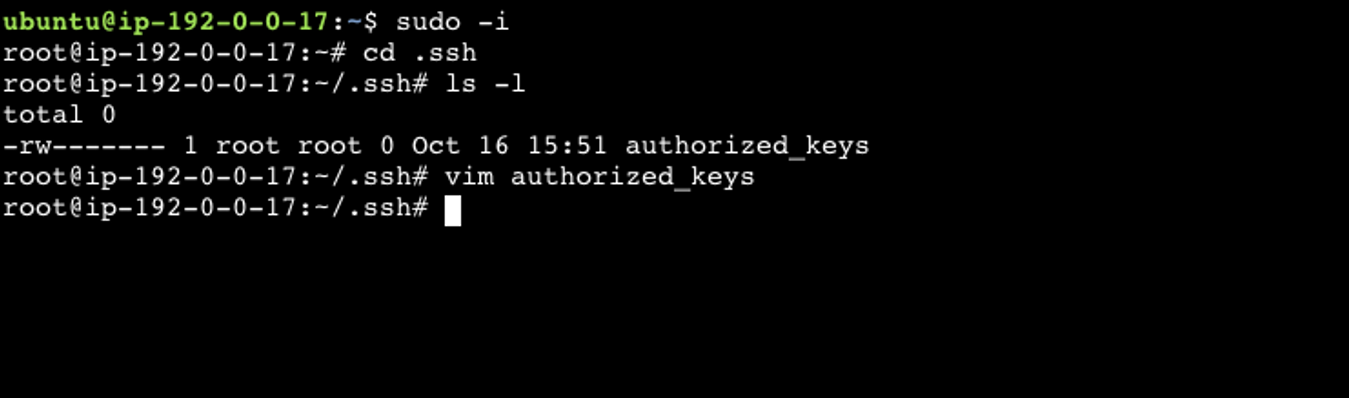 ubuntu@ip-192-0-0-17:~$ sudo -i
root@ip-192-0-0-17:~# cd .ssh
root@ip-192-0-0-17:~/.ssh# ls -l
total 0
-rw------- 1 root root 0 Oct 16 15:51 authorized_keys
root@ip-192-0-0-17:~/.ssh# vim authorized_keys
root@ip-192-0-0-17:~/.ssh#